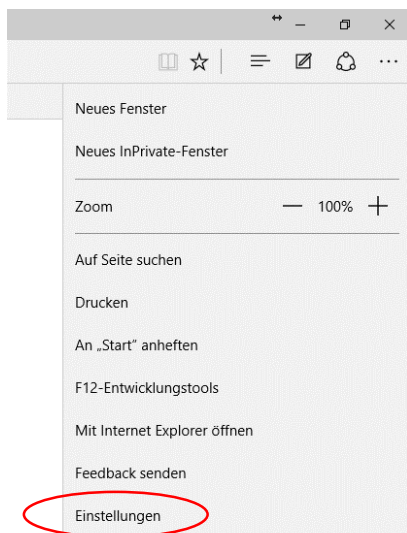 Neues Fenster
Neues InPrivate-Fenster
Zoom — 100% +
Auf Seite suchen
Drucken
An „Start“ anheften
F12-Entwicklungstools
Mit Internet Explorer öffnen
Feedback senden
Einstellungen